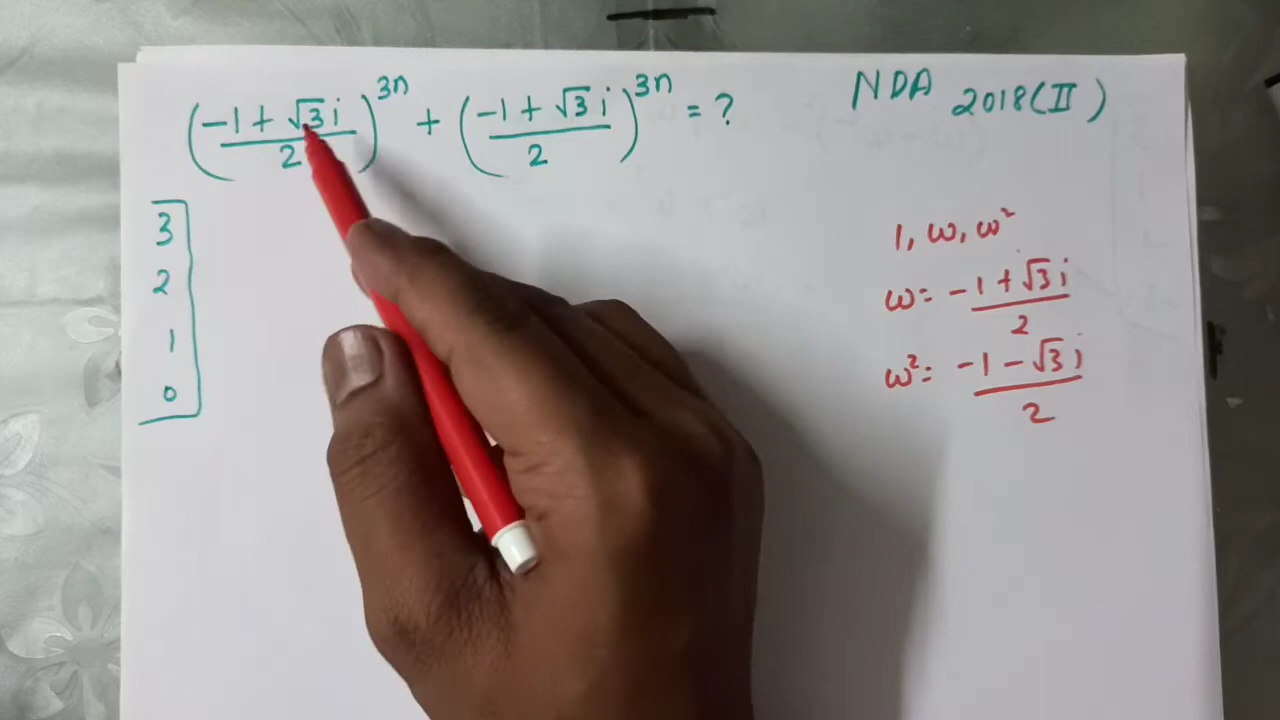 (-1 + √3 i / 2)^3n + (-1 + √3 i / 2)^3n = ?
NDA 2018(II)
3
2
1
0
1, ω, ω²
ω = -1 + √3 i / 2
ω² = -1 - √3 i / 2